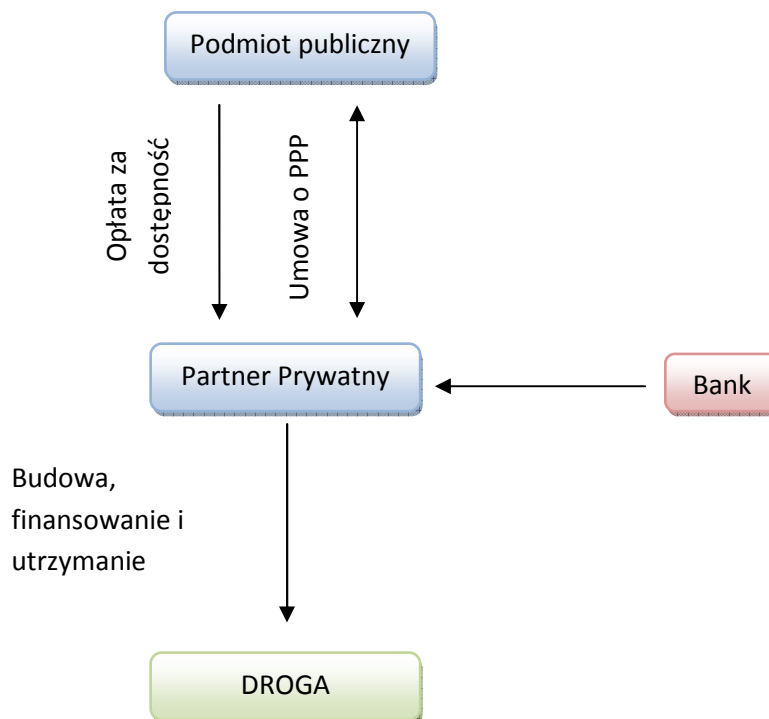 Podmiot publiczny
Opłata za
dostępność
Umowa o PPP
Partner Prywatny
Bank
Budowa,
finansowanie i
utrzymanie
DROGA